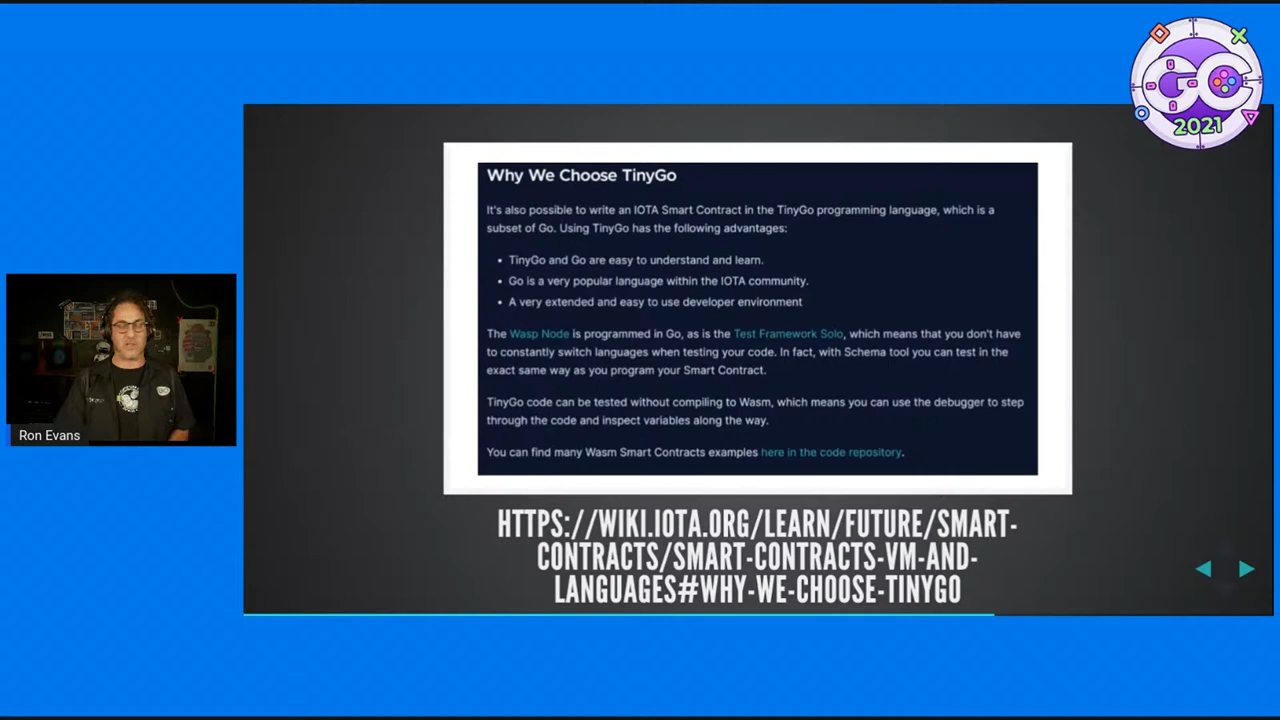 GC
2021
Why We Choose TinyGo
It's also possible to write an IOTA Smart Contract in the TinyGo programming language, which is a
subset of Go. Using TinyGo has the following advantages:
• TinyGo and Go are easy to understand and learn.
• Go is a very popular language within the IOTA community.
• A very extended and easy to use developer environment
The Wasp Node is programmed in Go, as is the Test Framework Solo, which means that you don't have
to constantly switch languages when testing your code. In fact, with Schema tool you can test in the
exact same way as you program your Smart Contract.
TinyGo code can be tested without compiling to Wasm, which means you can use the debugger to step
through the code and inspect variables along the way.
You can find many Wasm Smart Contracts examples here in the code repository.
HTTPS://WIKI.IOTA.ORG/LEARN/FUTURE/SMART-
CONTRACTS/SMART-CONTRACTS-VM-AND-
LANGUAGES#WHY-WE-CHOOSE-TINYGO
Ron Evans